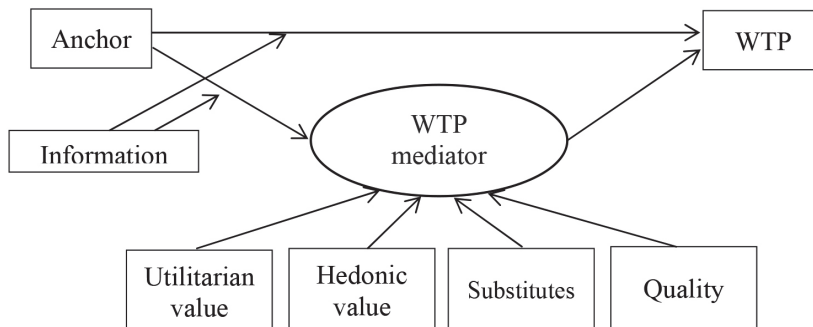 Anchor
WTP
WTP
mediator
Information
Utilitarian
value
Hedonic
value
Substitutes
Quality